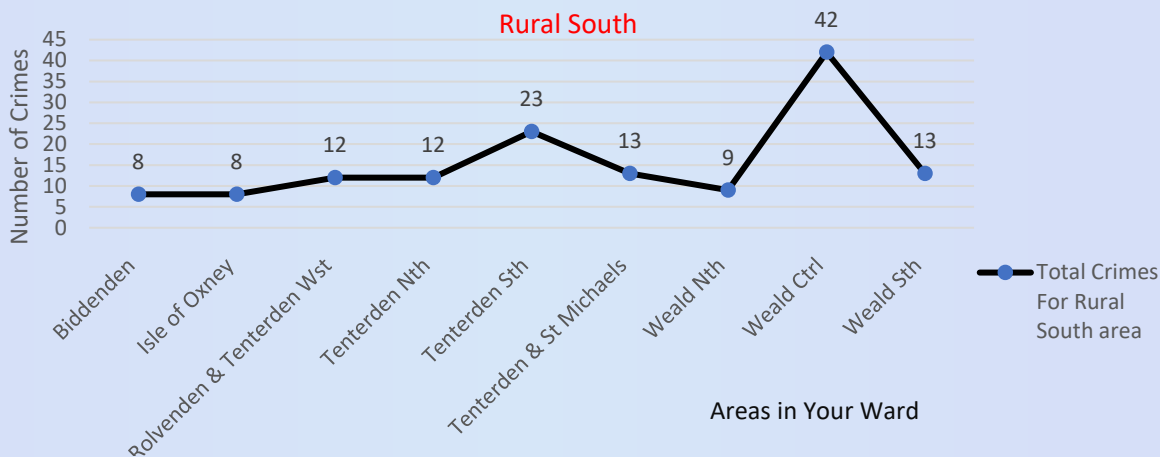 Rural South
Number of Crimes
45
40
35
30
25
20
15
10
5
0
8
8
12
12
23
13
9
42
13
Biddenden
Isle of Oxney
Rolvenden & Tenterden Wst
Tenterden Nth
Tenterden Sth
Tenterden & St Michaels
Weald Nth
Weald Ctrl
Weald Sth
Areas in Your Ward
Total Crimes
For Rural
South area